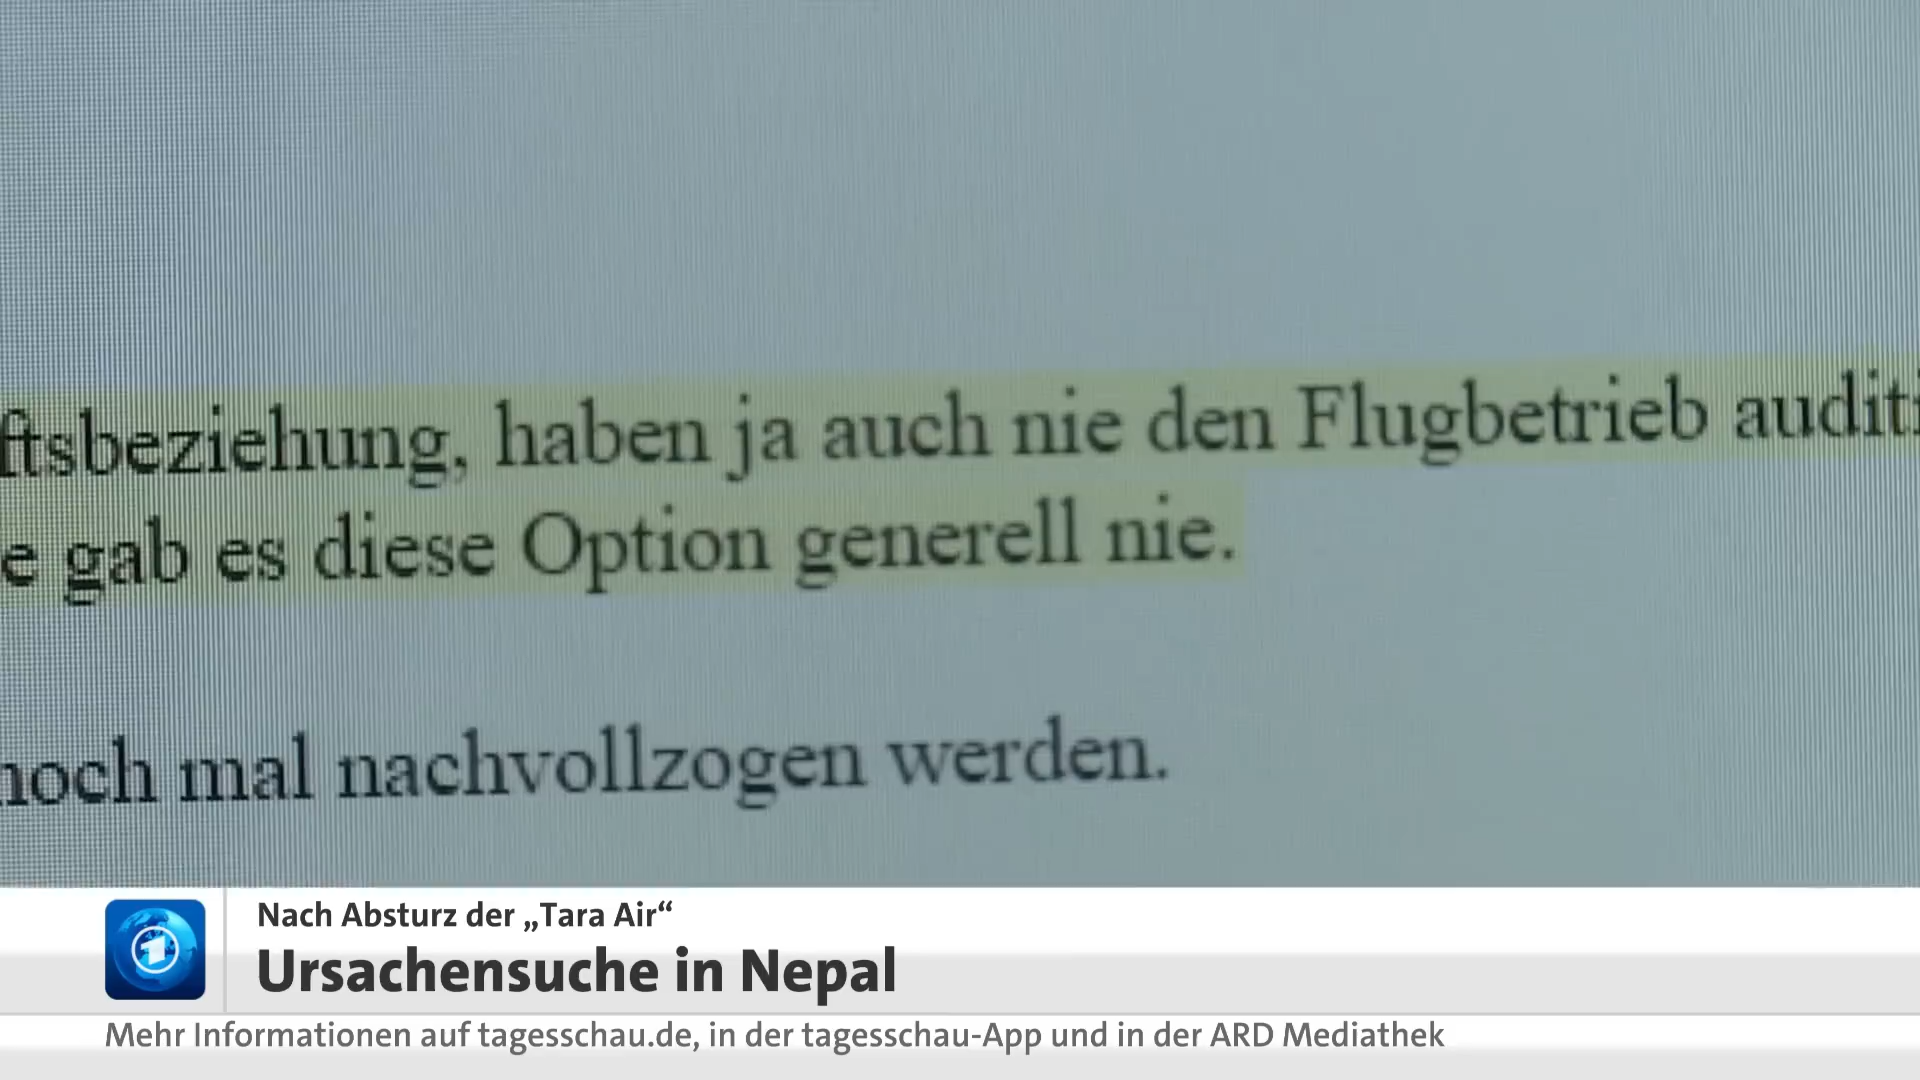 ftsbeziehung, haben ja auch nie den Flugbetrieb auditi
e gab es diese Option generell nie.
noch mal nachvollzogen werden.
1
Nach Absturz der „Tara Air“
Ursachensuche in Nepal
Mehr Informationen auf tagesschau.de, in der tagesschau-App und in der ARD Mediathek